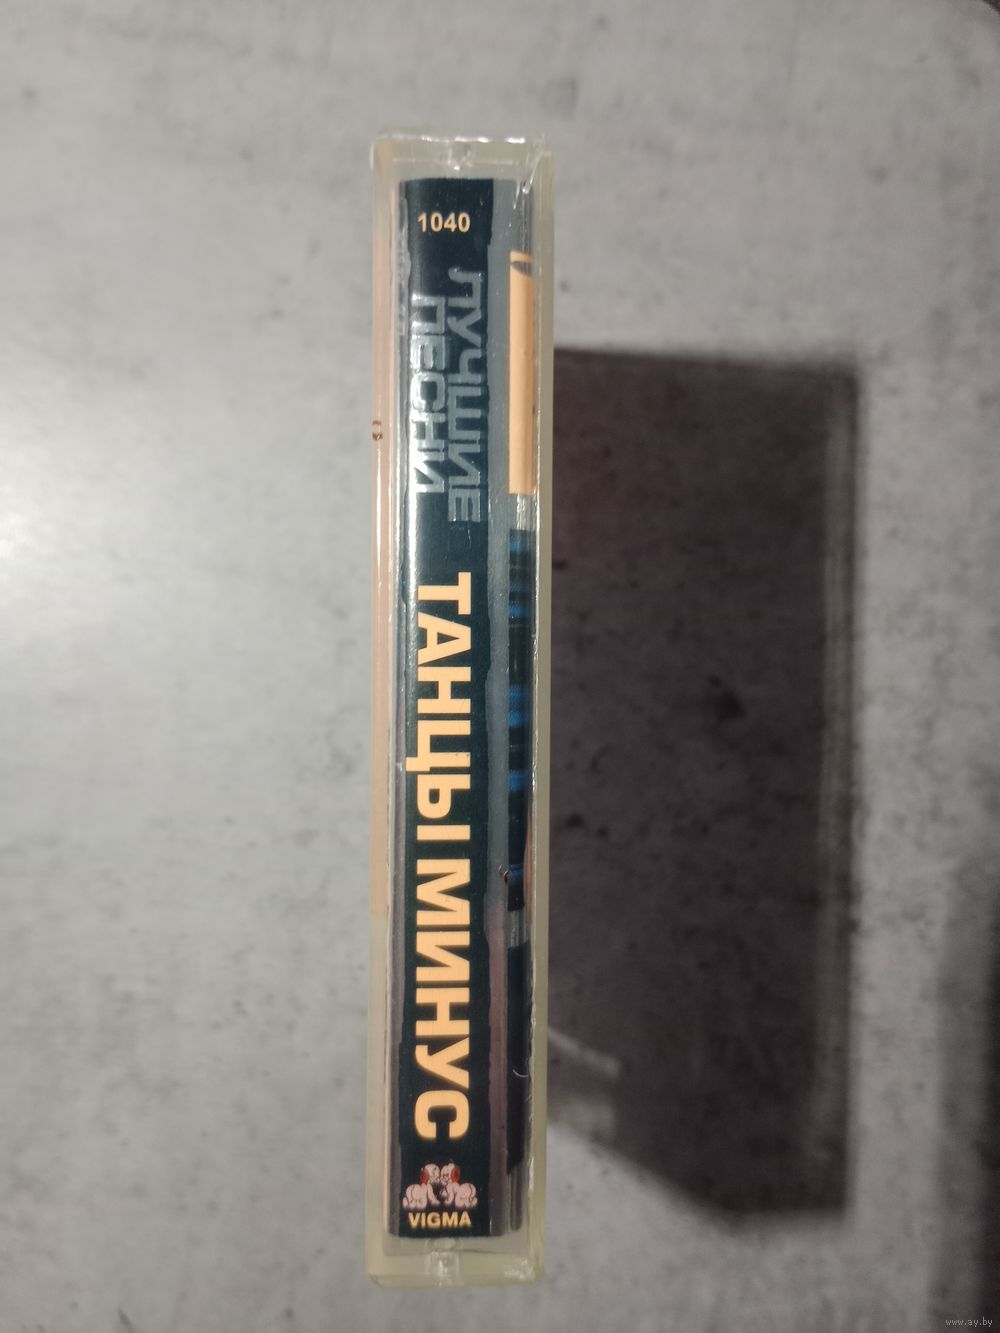 1040
ЛУЧШИЕ
ПЕСНИ
ТАНЦЫ МИНУС
VIGMA
www.ay.by